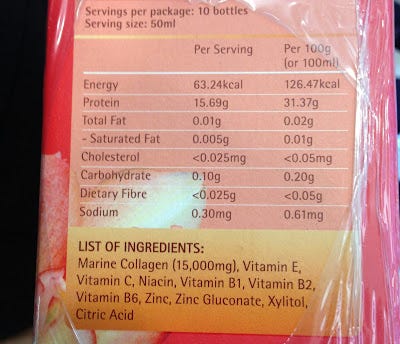 Servings per package: 10 bottles
Serving size: 50ml
Per Serving Per 100g
(or 100ml)
Energy 63.24kcal 126.47kcal
Protein 15.69g 31.37g
Total Fat 0.01g 0.02g
- Saturated Fat 0.005g 0.01g
Cholesterol <0.025mg <0.05mg
Carbohydrate 0.10g 0.20g
Dietary Fibre <0.025g <0.05g
Sodium 0.30mg 0.61mg
LIST OF INGREDIENTS:
Marine Collagen (15,000mg), Vitamin E,
Vitamin C, Niacin, Vitamin B1, Vitamin B2,
Vitamin B6, Zinc, Zinc Gluconate, Xylitol,
Citric Acid